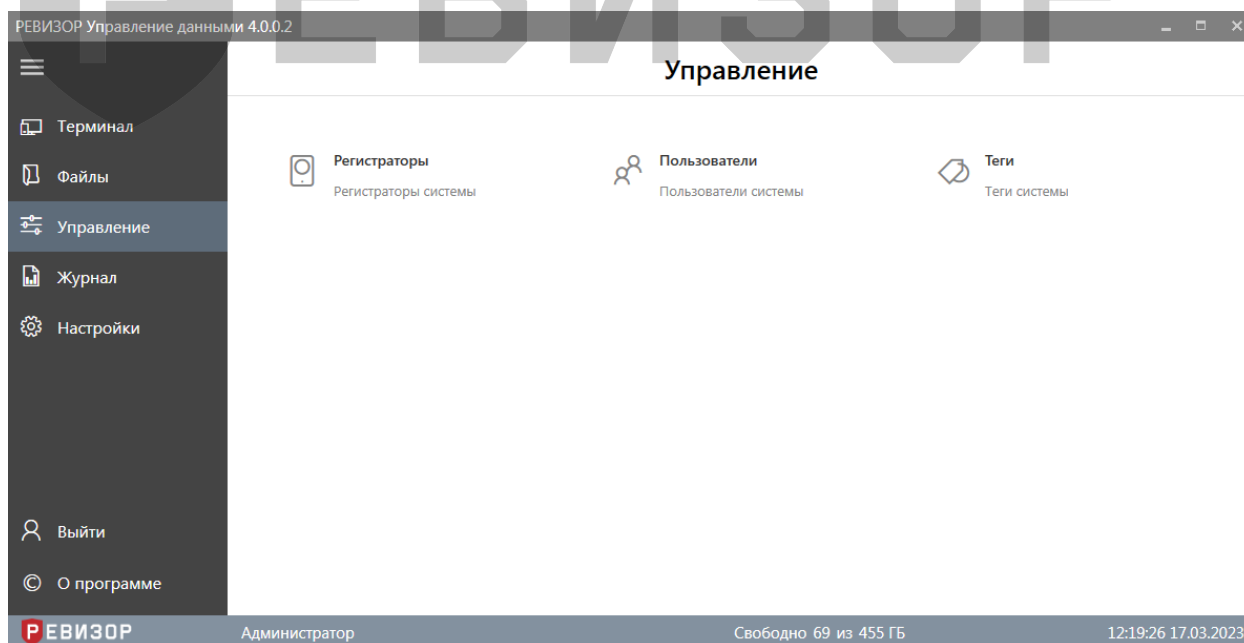 РЕВИЗОР
РЕВИЗОР Управление данными 4.0.0.2
Управление
Терминал
Файлы
Управление
Журнал
Настройки
Регистраторы
Регистраторы системы
Пользователи
Пользователи системы
Теги
Теги системы
Выйти
© О программе
РЕВИЗОР Администратор Свободно 69 из 455 ГБ 12:19:26 17.03.2023